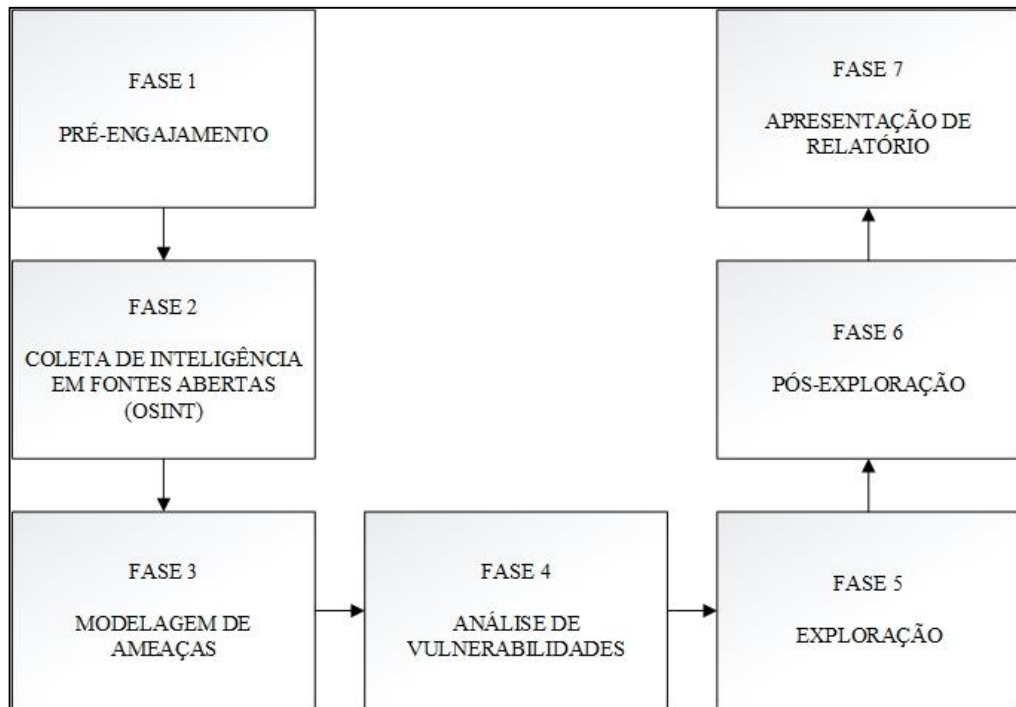 FASE 1
PRÉ-ENGAJAMENTO
FASE 2
COLETA DE INTELIGÊNCIA
EM FONTES ABERTAS
(OSINT)
FASE 3
MODELAGEM DE
AMEAÇAS
FASE 4
ANÁLISE DE
VULNERABILIDADES
FASE 5
EXPLORAÇÃO
FASE 6
PÓS-EXPLORAÇÃO
FASE 7
APRESENTAÇÃO DE
RELATÓRIO